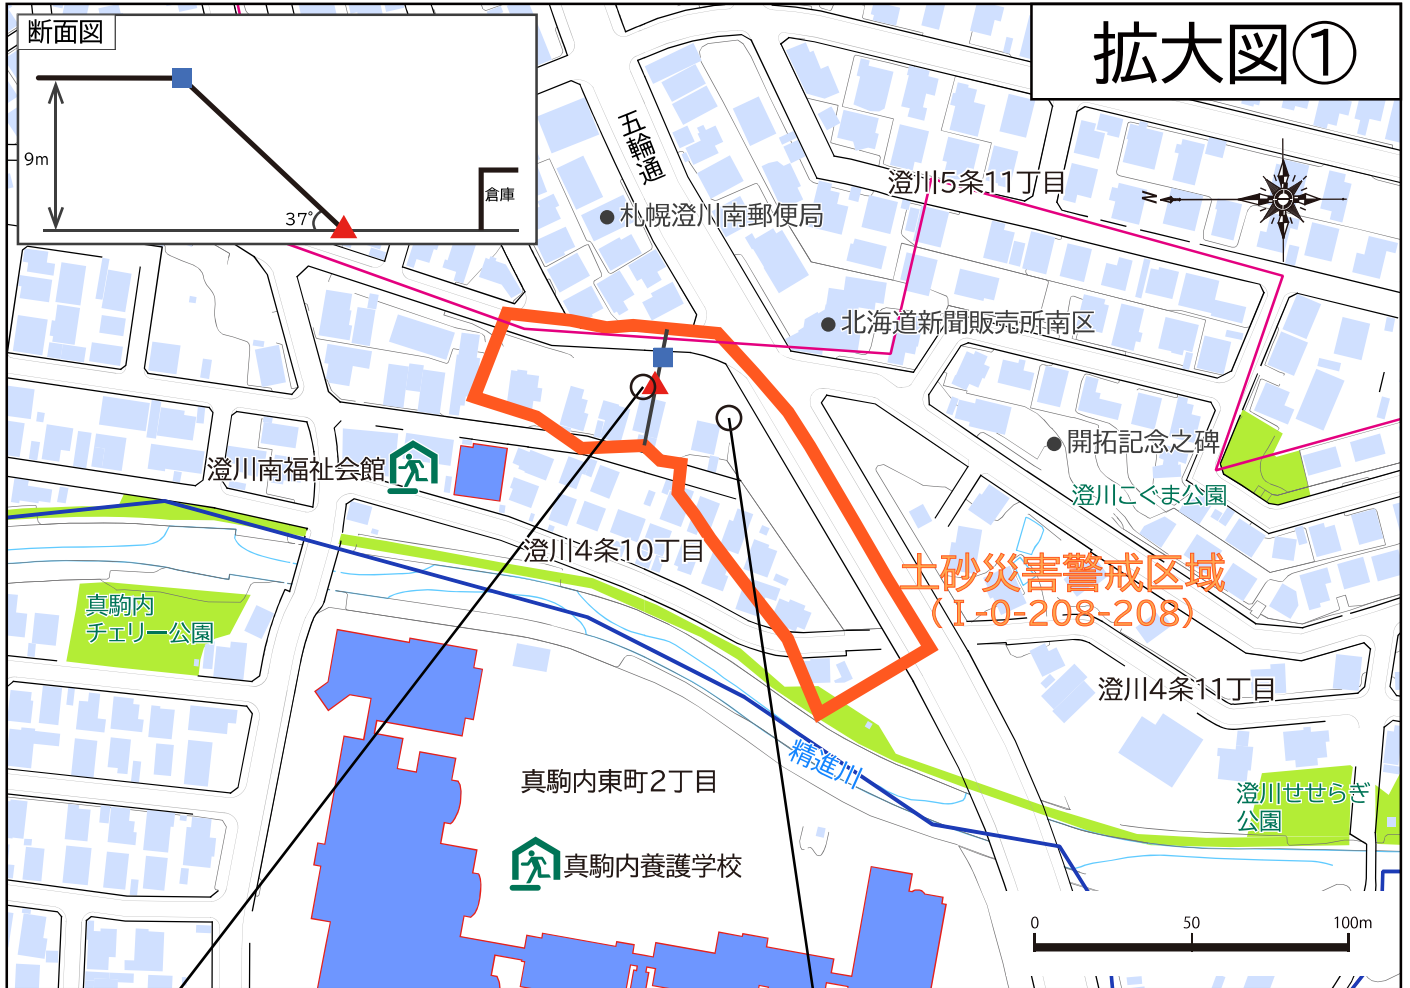 断面図
9m
37°
倉庫
拡大図①
五輪通
澄川5条11丁目
N
札幌澄川南郵便局
北海道新聞販売所南区
開拓記念之碑
澄川南福祉会館
澄川こぐま公園
澄川4条10丁目
土砂災害警戒区域
(Ⅰ-0-208-208)
真駒内
チェリー公園
澄川4条11丁目
精進川
真駒内東町2丁目
澄川せせらぎ
公園
真駒内養護学校
0 50 100m